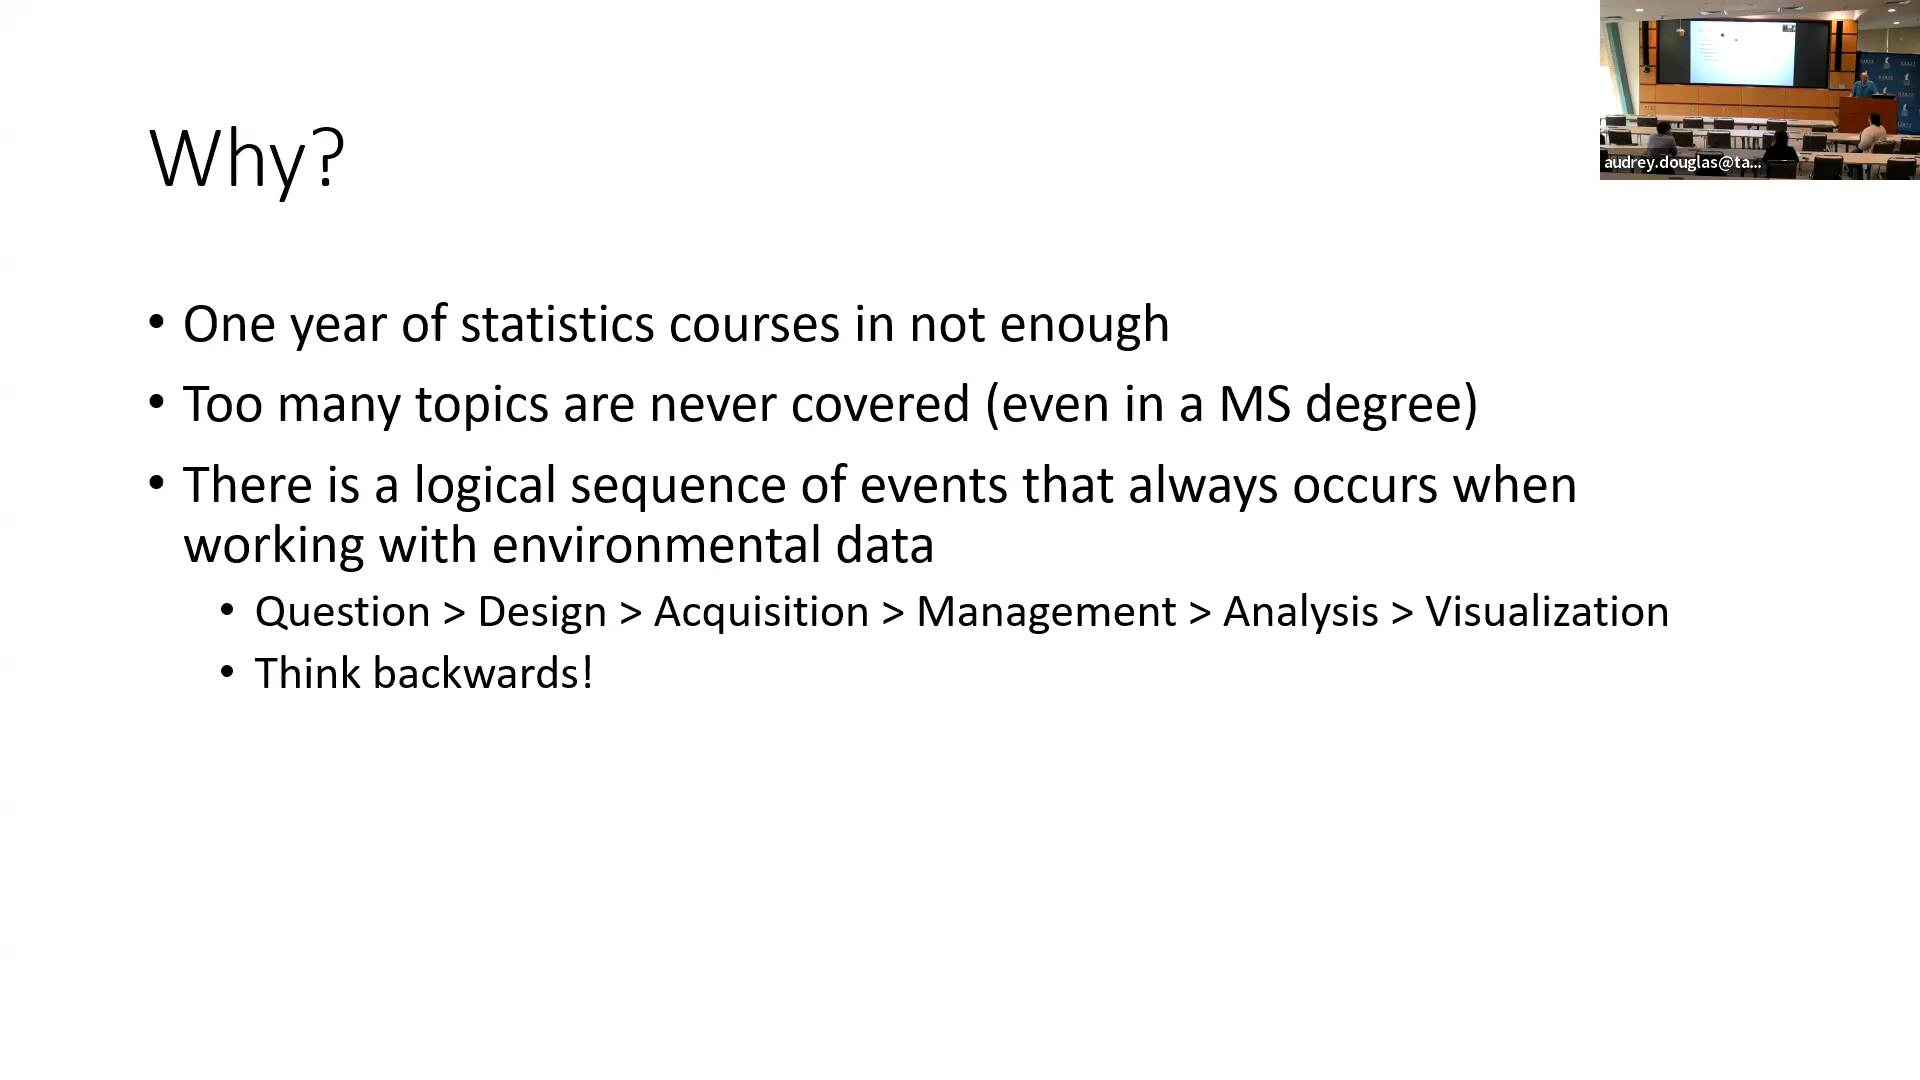 Why?
• One year of statistics courses in not enough
• Too many topics are never covered (even in a MS degree)
• There is a logical sequence of events that always occurs when
working with environmental data
• Question > Design > Acquisition > Management > Analysis > Visualization
• Think backwards!
audrey.douglas@ta...